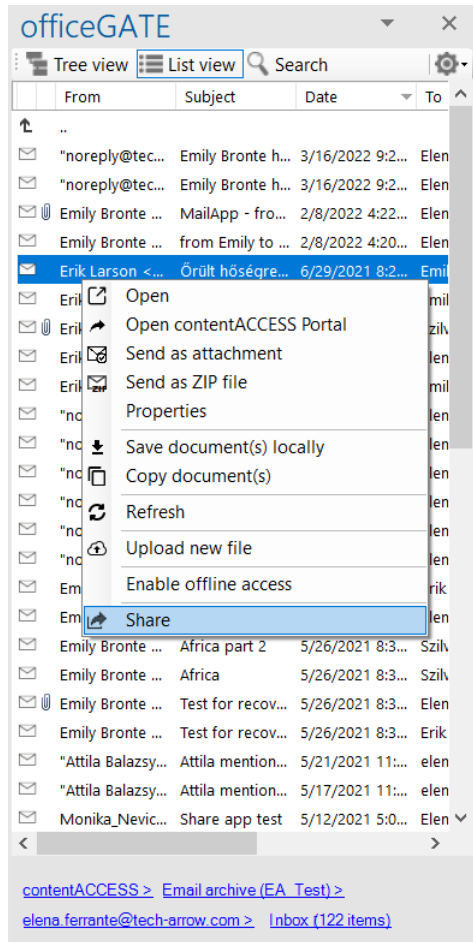 officeGATE
Tree view List view Search
From Subject Date To
..
"noreply@tec... Emily Bronte h... 3/16/2022 9:2... Elen
"noreply@tec... Emily Bronte h... 3/16/2022 9:2... Elen
Emily Bronte ... MailApp - fro... 2/8/2022 4:22... Elen
Emily Bronte ... from Emily to ... 2/8/2022 4:20... Elen
Erik Larson <... Őrült hőségre... 6/29/2021 8:2... Emil
Open
Open contentACCESS Portal
Send as attachment
Send as ZIP file
Properties
Save document(s) locally
Copy document(s)
Refresh
Upload new file
Enable offline access
Share
Emily Bronte ... Africa part 2 5/26/2021 8:3... Szilv
Emily Bronte ... Africa 5/26/2021 8:3... Szilv
Emily Bronte ... Test for recov... 5/26/2021 8:3... Elen
Emily Bronte ... Test for recov... 5/26/2021 8:3... Erik
"Attila Balazsy... Attila mention... 5/21/2021 11:... elen
"Attila Balazsy... Attila mention... 5/17/2021 11:... elen
Monika_Nevic... Share app test 5/12/2021 5:0... Elen
contentACCESS > Email archive (EA_Test) >
elena.ferrante@tech-arrow.com > Inbox (122 items)